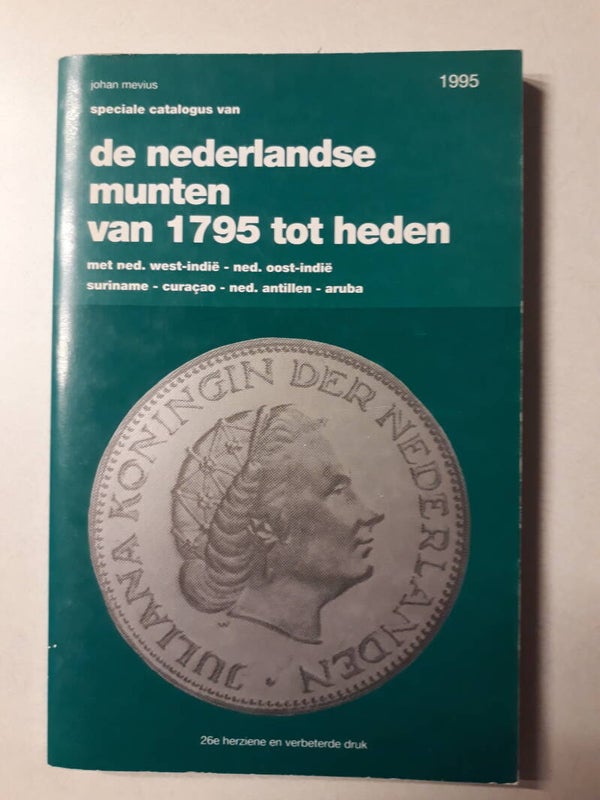 johan mevius
1995
speciale catalogus van
de nederlandse
munten
van 1795 tot heden
met ned. west-indië - ned. oost-indië
suriname - curaçao - ned. antillen - aruba
JULIANA KONINGIN DER NEDERLANDEN
26e herziene en verbeterde druk